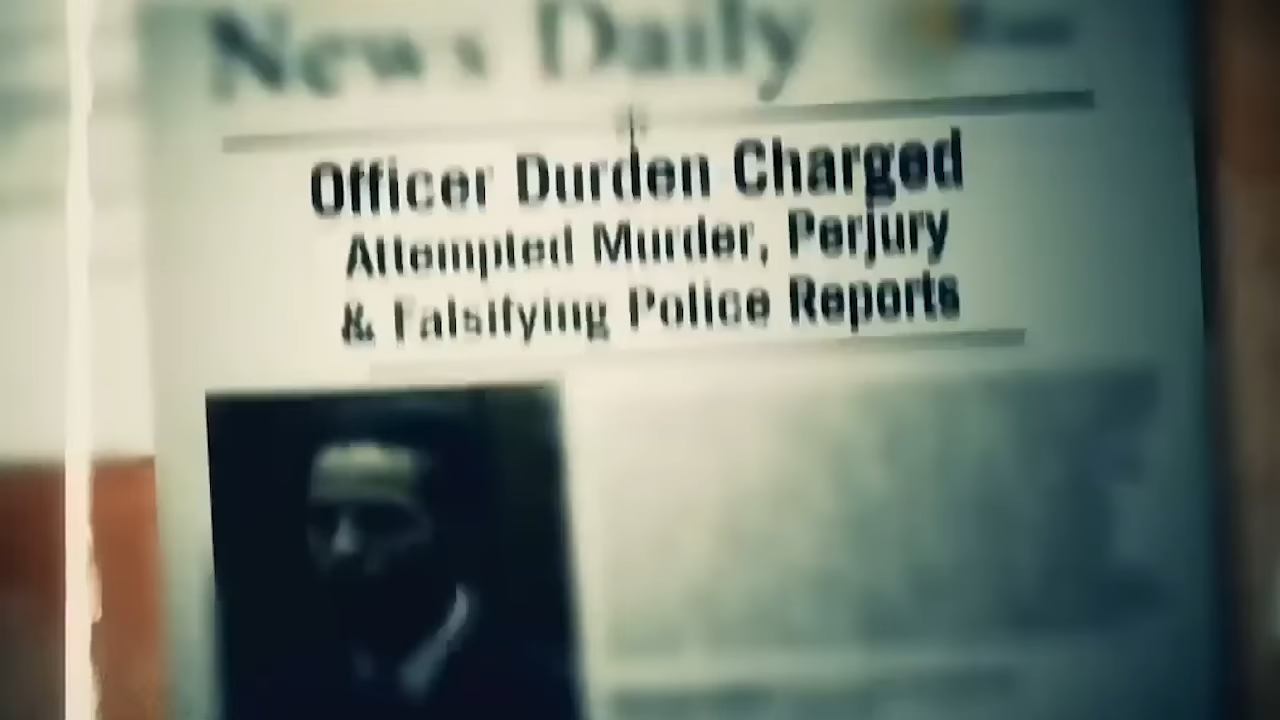 News Daily
Officer Durden Charged
Attempted Murder, Perjury
& Falsifying Police Reports